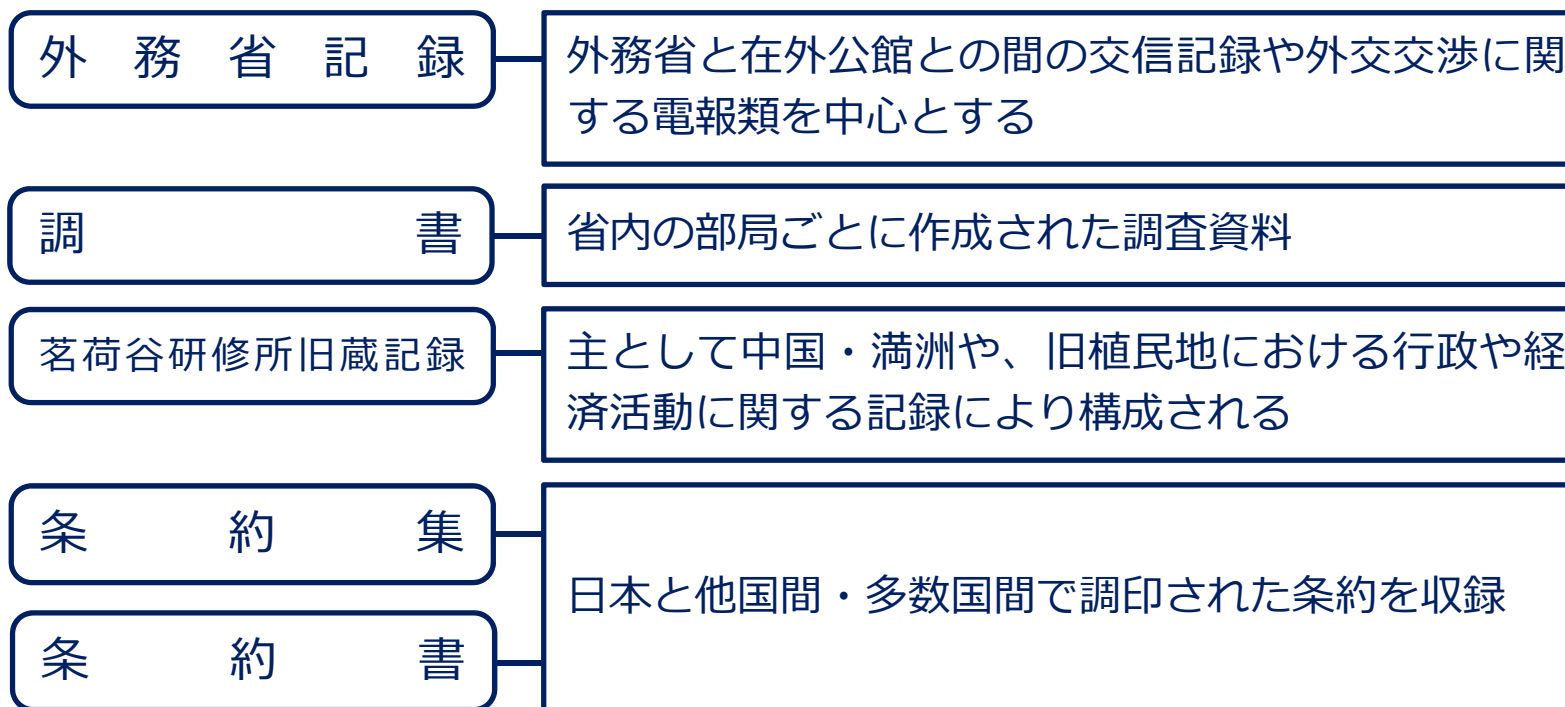 外務省記録
外務省と在外公館との間の交信記録や外交交渉に関
する電報類を中心とする
調書
省内の部局ごとに作成された調査資料
茗荷谷研修所旧蔵記録
主として中国・満洲や、旧植民地における行政や経
済活動に関する記録により構成される
条約集
日本と他国間・多数国間で調印された条約を収録
条約書